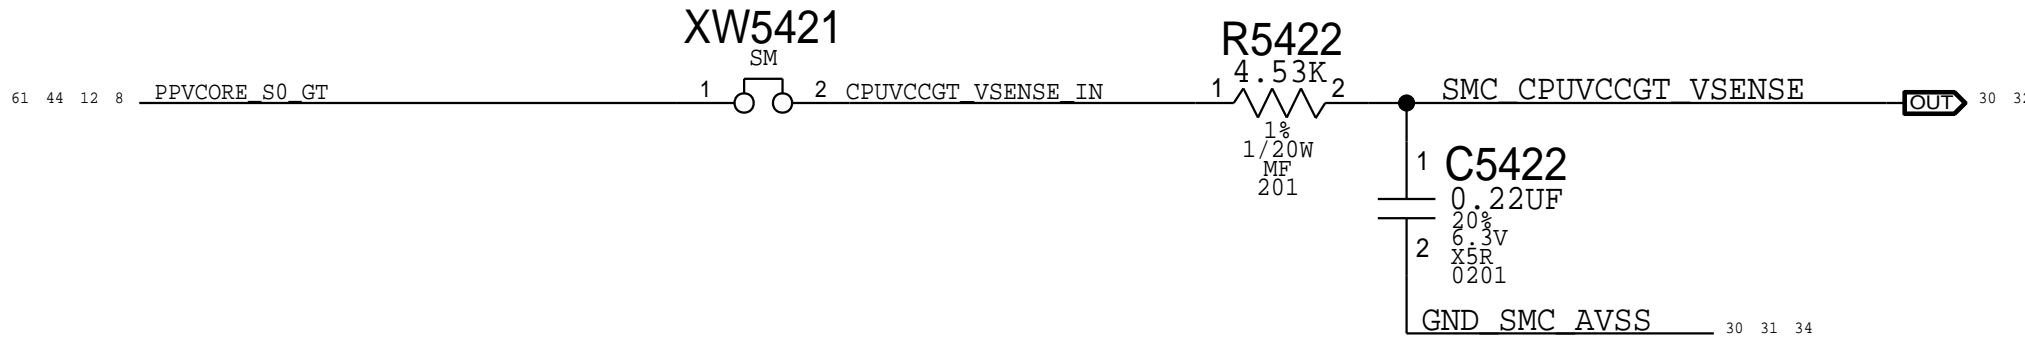 XW5421
SM
61 44 12 8 PPVCORE_S0_GT
1 2
CPUVCCGT_VSENSE_IN
R5422
4.53K
1 2
1%
1/20W
MF
201
SMC_CPUVCCGT_VSENSE
OUT 30 32
1
C5422
0.22UF
20%
6.3V
X5R
0201
2
GND_SMC_AVSS 30 31 34